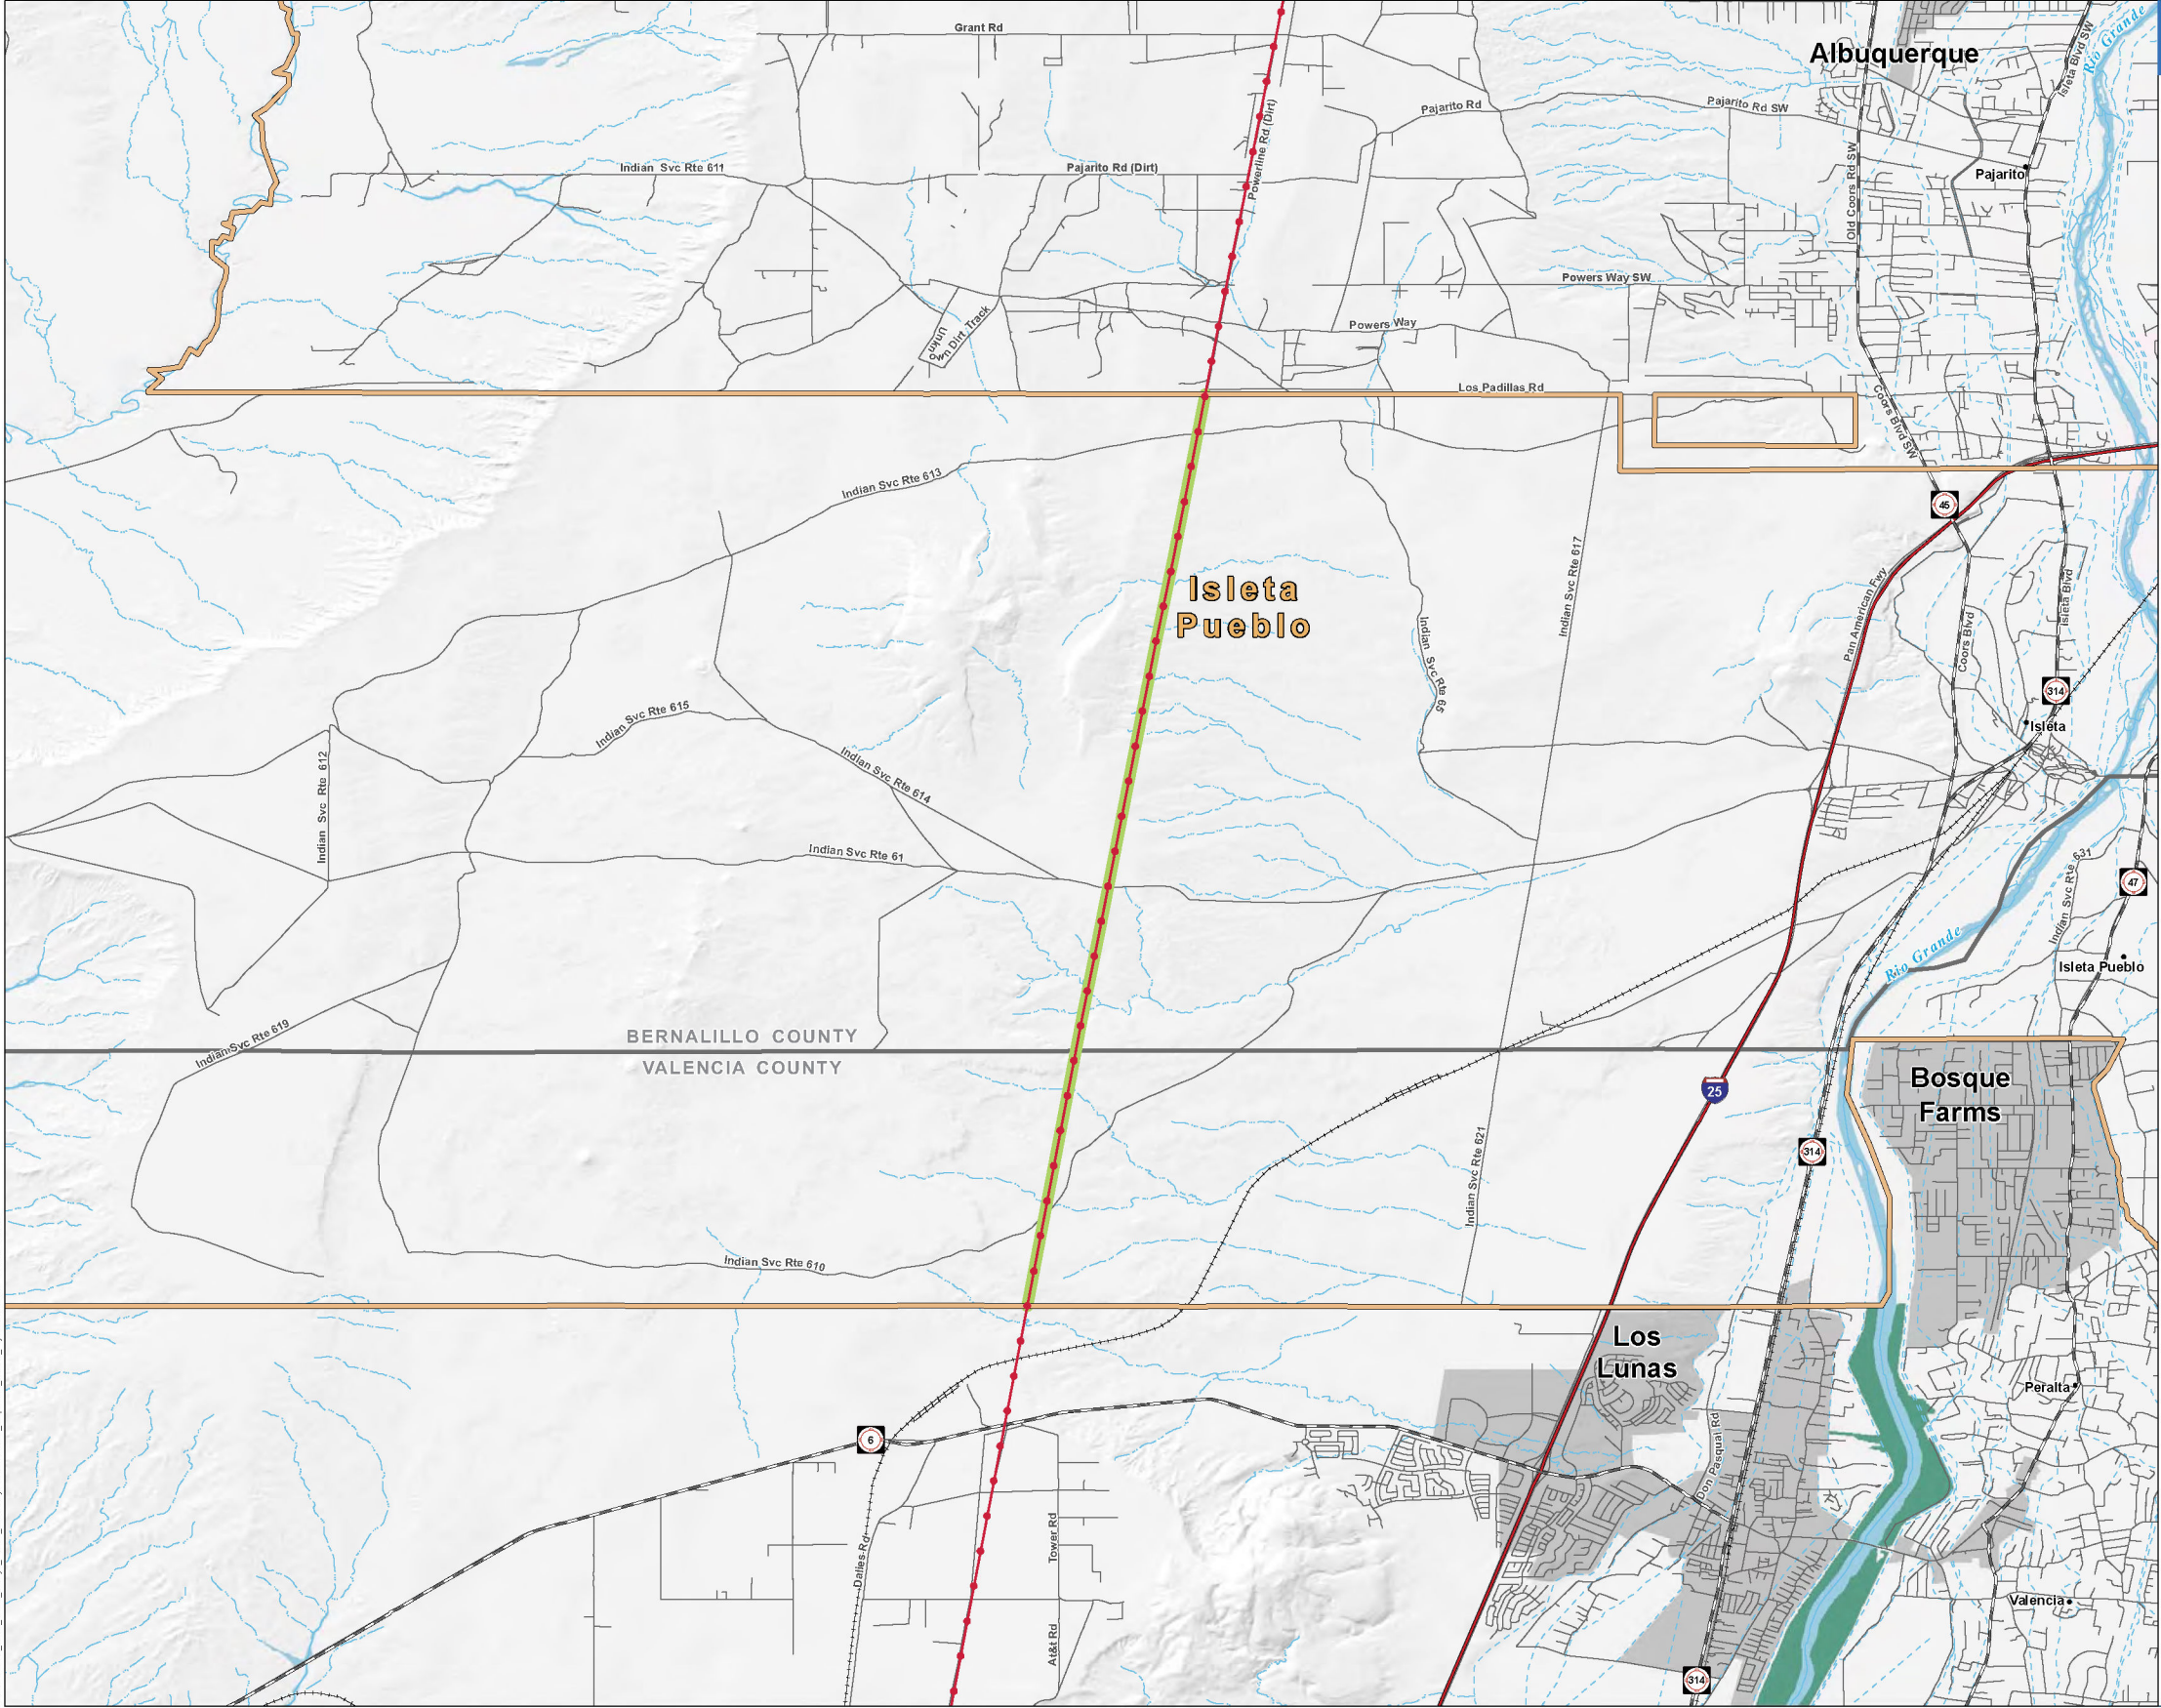 Grant Rd
Albuquerque
Isleta Blvd SW
Rio Grande
Pajarito Rd
Pajarito Rd SW
Powerline Rd (Dirt)
Indian Svc Rte 611
Pajarito Rd (Dirt)
Old Coors Rd SW
Pajarito
Powers Way SW
Unkn
own Dirt Track
Powers Way
Los Padillas Rd
Coors Blvd SW
Indian Svc Rte 613
45
Isleta
Pueblo
Indian Svc Rte 617
Pan American Fwy
Coors Blvd
Isleta Blvd
Indian Svc Rte 65
314
Isleta
Indian Svc Rte 615
Indian Svc Rte 612
Indian Svc Rte 614
Indian Svc Rte 61
Indian Svc Rte 631
47
Rio Grande
Isleta Pueblo
Indian Svc Rte 619
BERNALILLO COUNTY
VALENCIA COUNTY
25
Bosque
Farms
314
Indian Svc Rte 621
Indian Svc Rte 610
Los
Lunas
Peralta
6
Don Pasqual Rd
Dalies Rd
Tower Rd
At&t Rd
Valencia
314